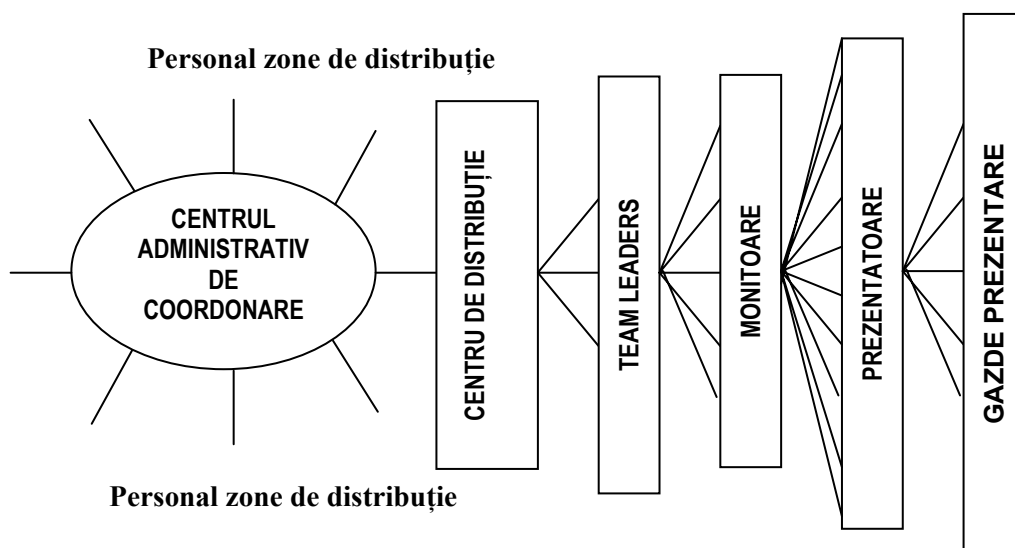 Personal zone de distribuție
CENTRUL
ADMINISTRATIV
DE
COORDONARE
CENTRU DE DISTRIBUȚIE
TEAM LEADERS
MONITOARE
PREZENTATOARE
GAZDE PREZENTARE
Personal zone de distribuție